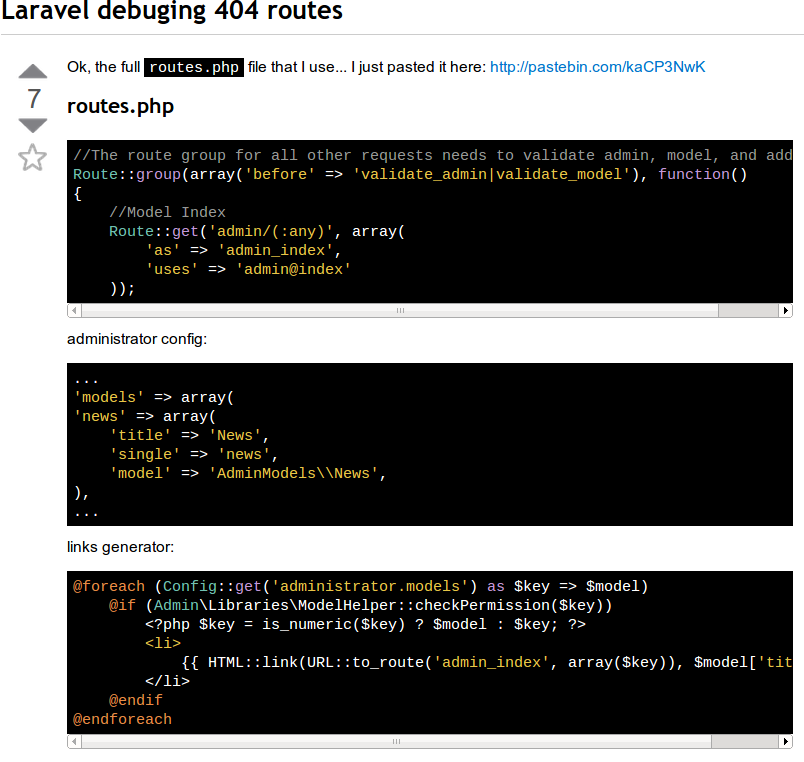 Laravel debuging 404 routes
Ok, the full routes.php file that I use... I just pasted it here: http://pastebin.com/kaCP3NwK
7
routes.php
//The route group for all other requests needs to validate admin, model, and add
Route::group(array('before' => 'validate_admin|validate_model'), function()
{
    //Model Index
    Route::get('admin/(:any)', array(
        'as' => 'admin_index',
        'uses' => 'admin@index'
    ));
administrator config:
...
'models' => array(
'news' => array(
    'title' => 'News',
    'single' => 'news',
    'model' => 'AdminModels\\News',
),
...
links generator:
@foreach (Config::get('administrator.models') as $key => $model)
    @if (Admin\Libraries\ModelHelper::checkPermission($key))
        <?php $key = is_numeric($key) ? $model : $key; ?>
        <li>
            {{ HTML::link(URL::to_route('admin_index', array($key)), $model['tit
        </li>
    @endif
@endforeach